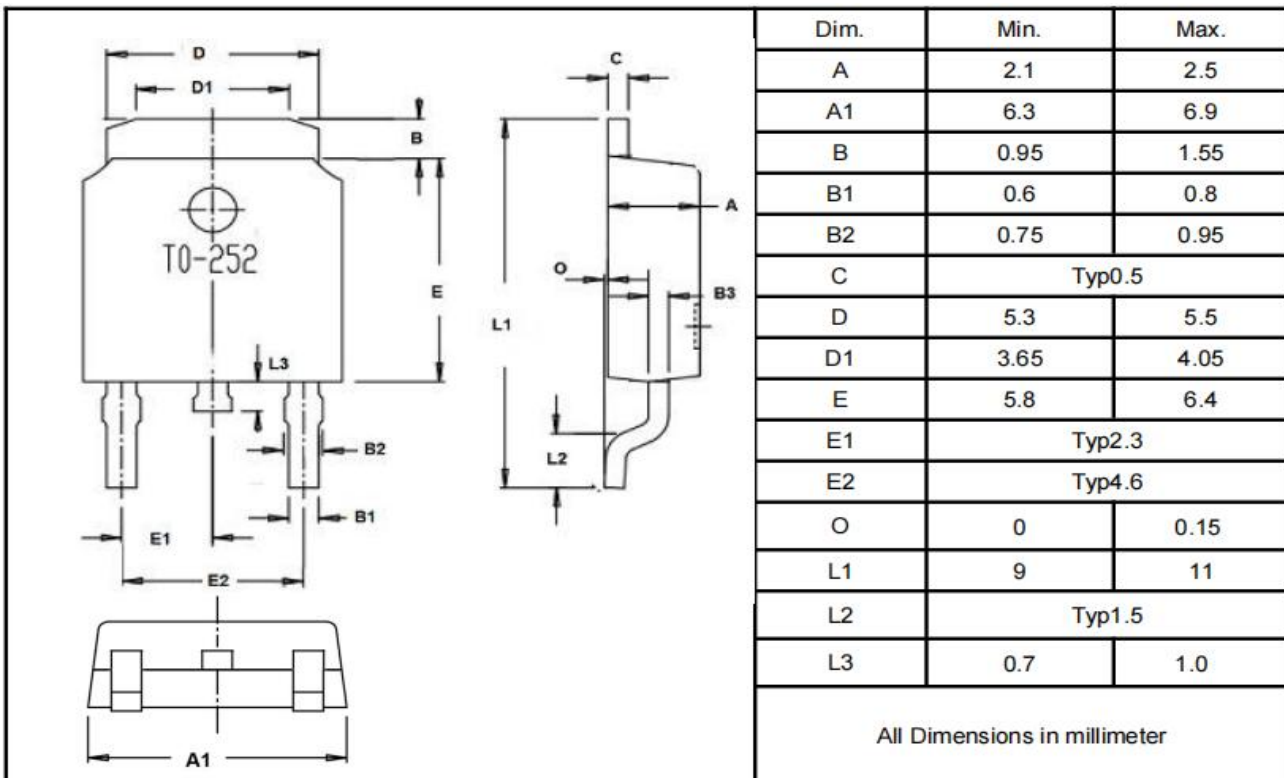 D
D1
B
TO-252
E
L3
B2
B1
E1
E2
A1
C
A
O
B3
L1
L2
Dim. Min. Max.
A 2.1 2.5
A1 6.3 6.9
B 0.95 1.55
B1 0.6 0.8
B2 0.75 0.95
C Typ0.5
D 5.3 5.5
D1 3.65 4.05
E 5.8 6.4
E1 Typ2.3
E2 Typ4.6
O 0 0.15
L1 9 11
L2 Typ1.5
L3 0.7 1.0
All Dimensions in millimeter